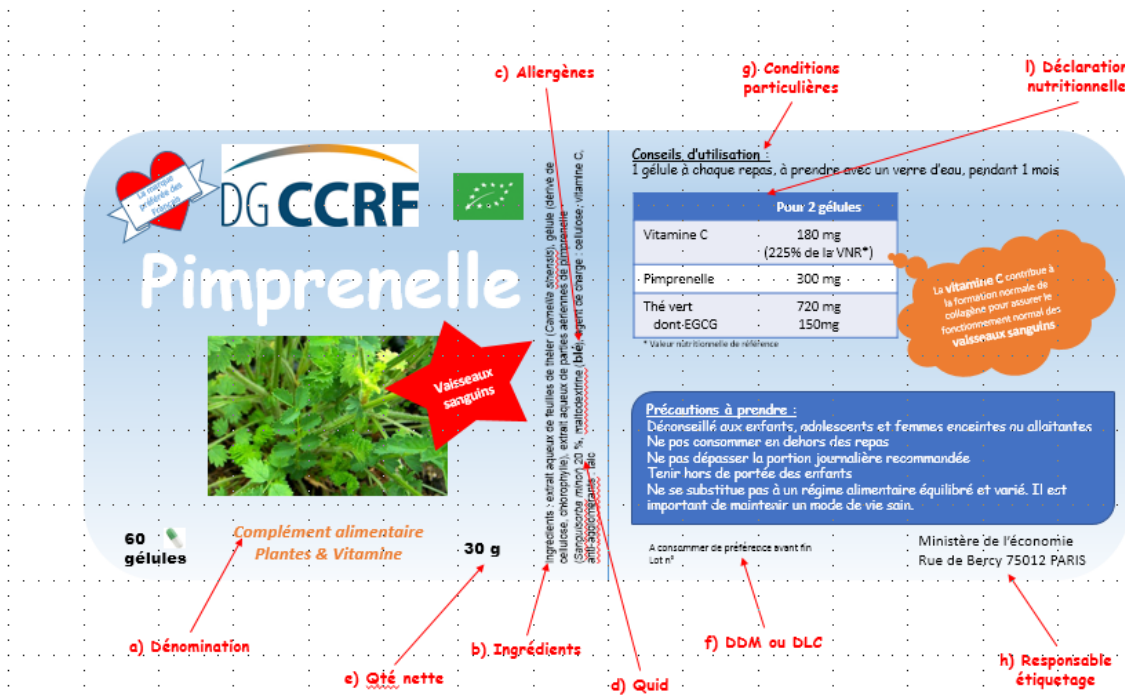 c) Allergènes
g) Conditions
particulières
l) Déclaration
nutritionnelle
La marque
préférée des
Français
DGCCRF
Pimprenelle
Vaisseaux
sanguins
60
gélules
Complément alimentaire
Plantes & Vitamine
30 g
Ingrédients : extrait aqueux de feuilles de théier (Camellia sinensis), gélule (dérivé de
cellulose, chlorophylle), extrait aqueux de parties aériennes de pimprenelle
(Sanguisorba minor) 20 %, maltodextrine (blé), agent de charge : cellulose, vitamine C,
anti-agglomérants : talc
Conseils d'utilisation :
1 gélule à chaque repas, à prendre avec un verre d'eau, pendant 1 mois
Pour 2 gélules
Vitamine C 180 mg
(225% de la VNR*)
Pimprenelle 300 mg
Thé vert 720 mg
dont EGCG 150mg
* Valeur nutritionnelle de référence
La vitamine C contribue à
la formation normale de
collagène pour assurer le
fonctionnement normal des
vaisseaux sanguins
Précautions à prendre :
Déconseillé aux enfants, adolescents et femmes enceintes ou allaitantes
Ne pas consommer en dehors des repas
Ne pas dépasser la portion journalière recommandée
Tenir hors de portée des enfants
Ne se substitue pas à un régime alimentaire équilibré et varié. Il est
important de maintenir un mode de vie sain.
A consommer de préférence avant fin
Lot n°
Ministère de l'économie
Rue de Bercy 75012 PARIS
a) Dénomination
e) Qté nette
b) Ingrédients
d) Quid
f) DDM ou DLC
h) Responsable
étiquetage